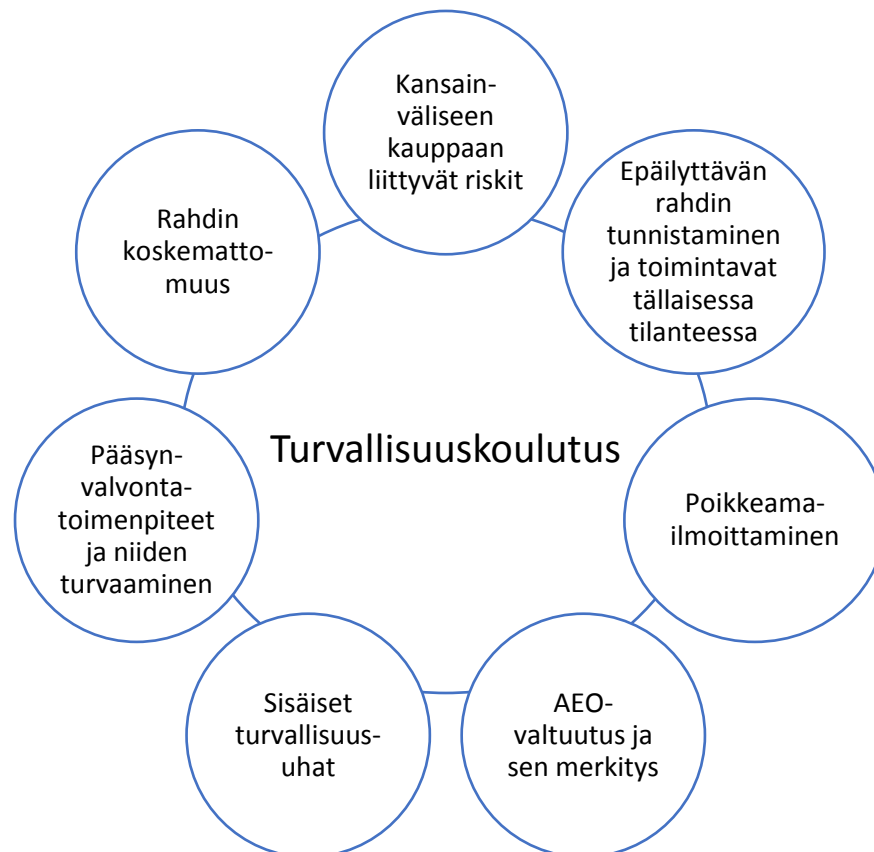 Kansain-
väliseen
kauppaan
liittyvät riskit
Epäilyttävän
rahdin
tunnistaminen
ja toimintavat
tällaisessa
tilanteessa
Poikkeama-
ilmoittaminen
AEO-
valtuutus ja
sen merkitys
Sisäiset
turvallisuus-
uhat
Pääsyn-
valvonta-
toimenpiteet
ja niiden
turvaaminen
Rahdin
koskematto-
muus
Turvallisuuskoulutus